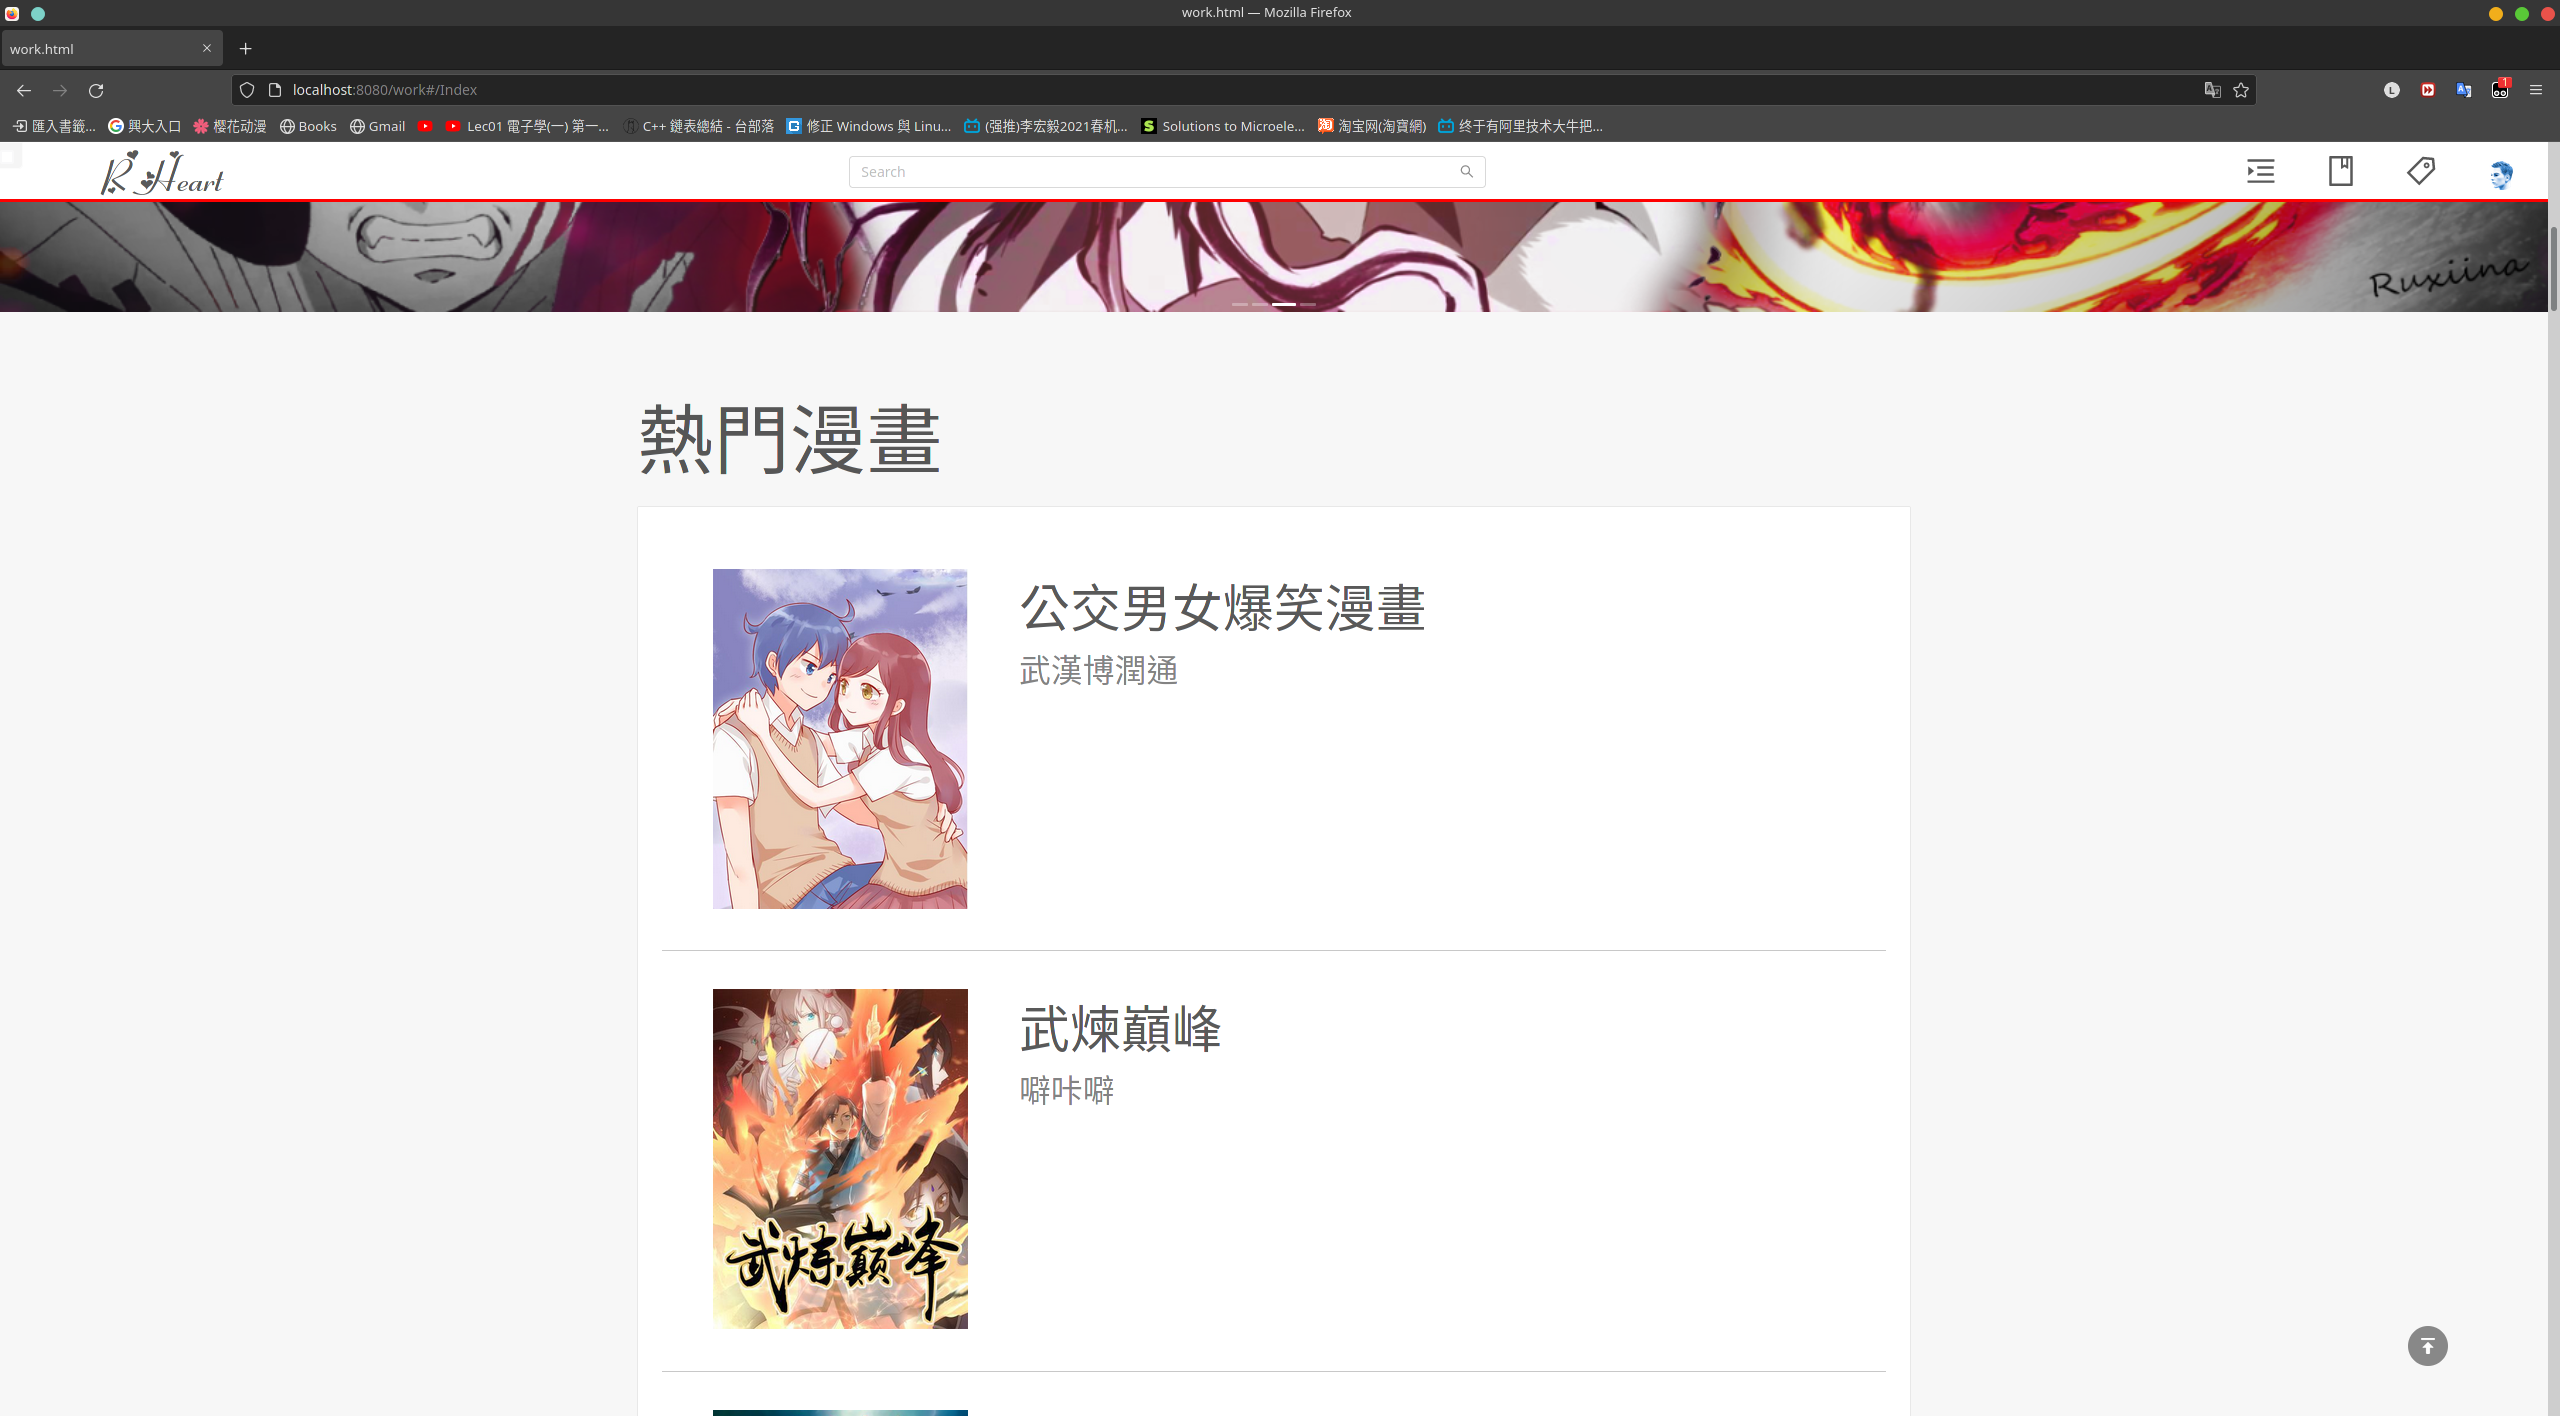 work.html — Mozilla Firefox
work.html
localhost:8080/work#/Index
匯入書籤...
興大入口
樱花动漫
Books
Gmail
Lec01 電子學(一) 第一...
C++ 鏈表總結 - 台部落
修正 Windows 與 Linu...
(强推)李宏毅2021春机...
Solutions to Microele...
淘宝网(淘寶網)
终于有阿里技术大牛把...
R Heart
Search
Ruxiina
熱門漫畫
公交男女爆笑漫畫
武漢博潤通
武煉巔峰
噼咔噼
武炼巅峰